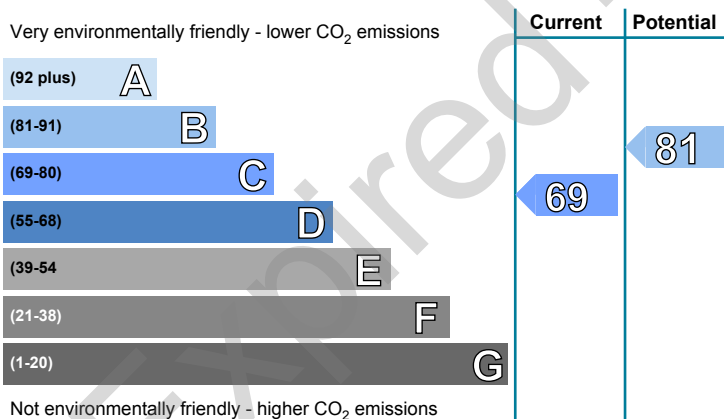 Current Potential
Very environmentally friendly - lower CO2 emissions
(92 plus) A
(81-91) B
81
(69-80) C
69
(55-68) D
(39-54 E
(21-38) F
(1-20) G
Not environmentally friendly - higher CO2 emissions
Expired